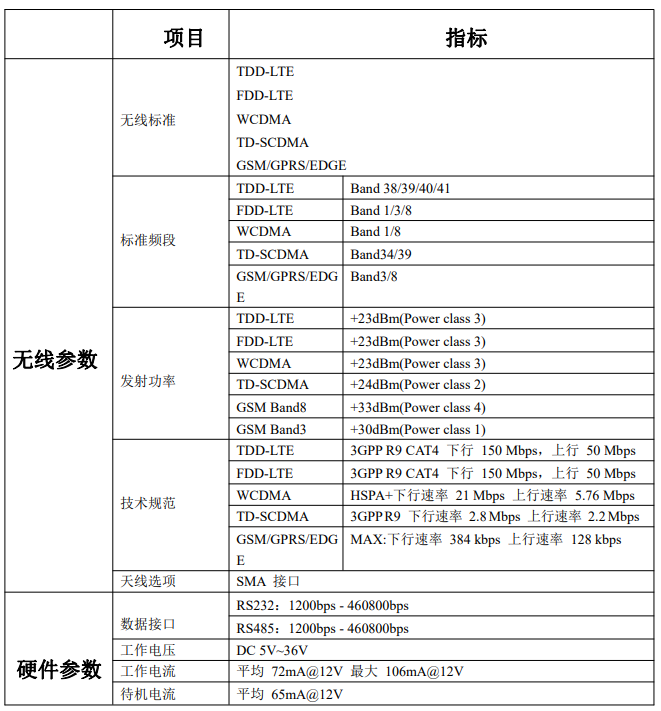 项目 指标
无线参数
无线标准
TDD-LTE
FDD-LTE
WCDMA
TD-SCDMA
GSM/GPRS/EDGE
标准频段
TDD-LTE Band 38/39/40/41
FDD-LTE Band 1/3/8
WCDMA Band 1/8
TD-SCDMA Band34/39
GSM/GPRS/EDG Band3/8
E
发射功率
TDD-LTE +23dBm(Power class 3)
FDD-LTE +23dBm(Power class 3)
WCDMA +23dBm(Power class 3)
TD-SCDMA +24dBm(Power class 2)
GSM Band8 +33dBm(Power class 4)
GSM Band3 +30dBm(Power class 1)
技术规范
TDD-LTE 3GPP R9 CAT4 下行 150 Mbps，上行 50 Mbps
FDD-LTE 3GPP R9 CAT4 下行 150 Mbps，上行 50 Mbps
WCDMA HSPA+下行速率 21 Mbps 上行速率 5.76 Mbps
TD-SCDMA 3GPP R9 下行速率 2.8 Mbps 上行速率 2.2 Mbps
GSM/GPRS/EDG MAX:下行速率 384 kbps 上行速率 128 kbps
E
天线选项 SMA 接口
硬件参数
数据接口
RS232：1200bps - 460800bps
RS485：1200bps - 460800bps
工作电压 DC 5V~36V
工作电流 平均 72mA@12V 最大 106mA@12V
待机电流 平均 65mA@12V